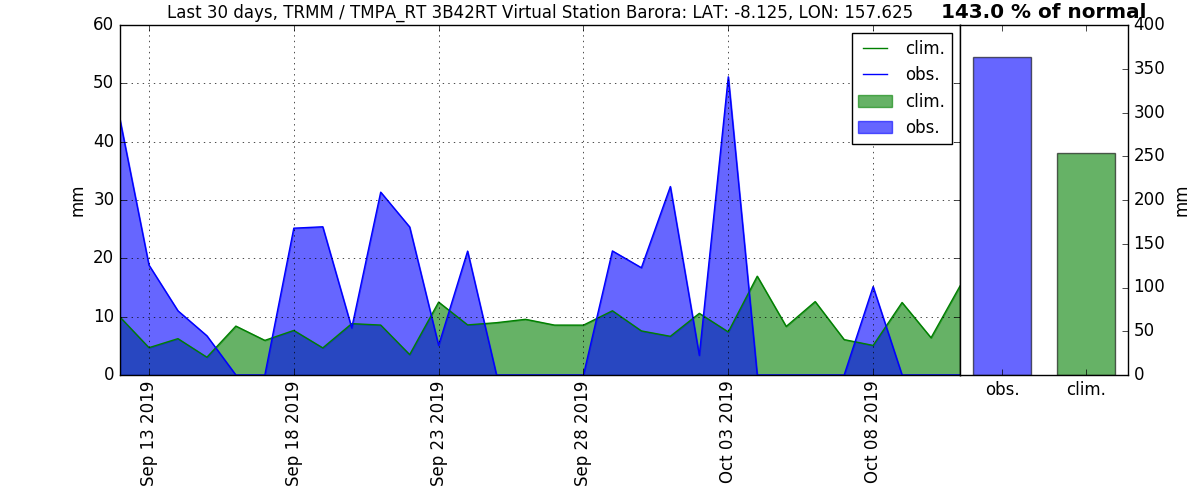 Last 30 days, TRMM / TMPA_RT 3B42RT Virtual Station Barora: LAT: -8.125, LON: 157.625
143.0 % of normal
60
50
40
30
20
10
0
mm
clim.
obs.
clim.
obs.
Sep 13 2019
Sep 18 2019
Sep 23 2019
Sep 28 2019
Oct 03 2019
Oct 08 2019
400
350
300
250
200
150
100
50
0
mm
obs.
clim.